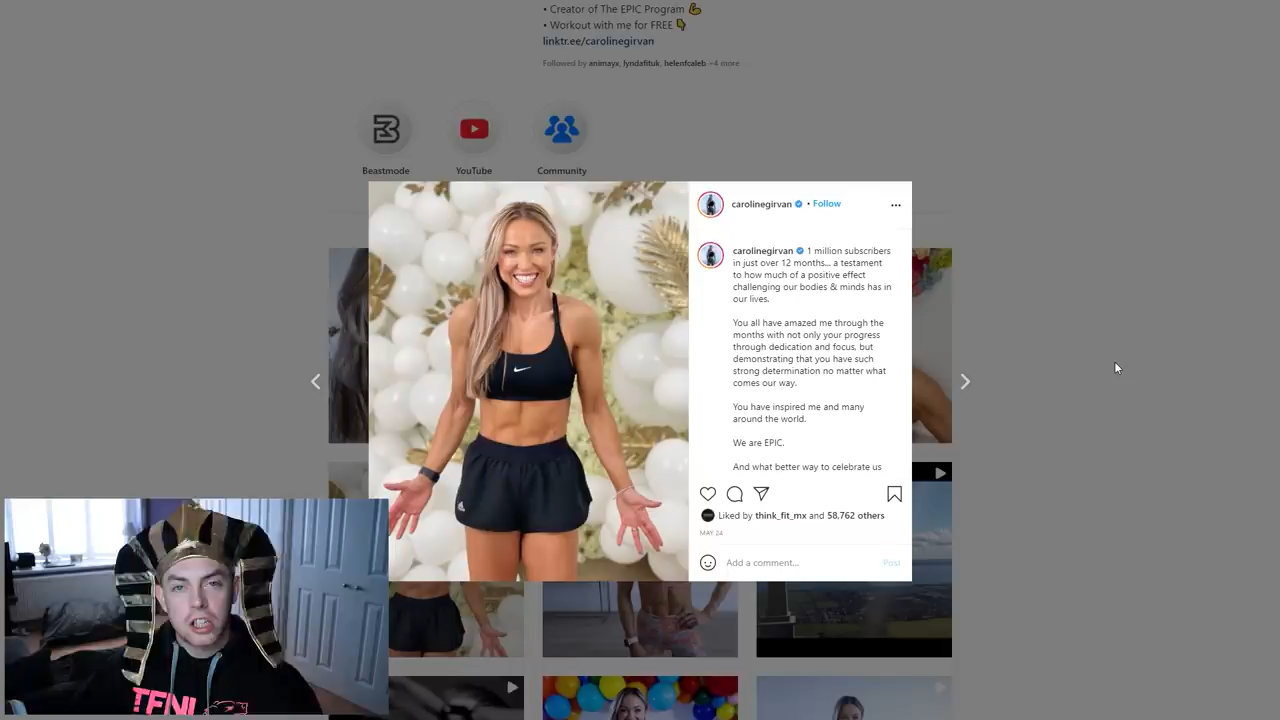 • Creator of The EPIC Program 💪
• Workout with me for FREE 👇
linktr.ee/carolinegirvan
Followed by animayx, lyndafituk, helenfcaleb +4 more
Beastmode
YouTube
Community
carolinegirvan • Follow
carolinegirvan 1 million subscribers
in just over 12 months... a testament
to how much of a positive effect
challenging our bodies & minds has in
our lives.
You all have amazed me through the
months with not only your progress
through dedication and focus, but
demonstrating that you have such
strong determination no matter what
comes our way.
You have inspired me and many
around the world.
We are EPIC.
And what better way to celebrate us
Liked by think_fit_mx and 58,762 others
MAY 24
Add a comment...
Post